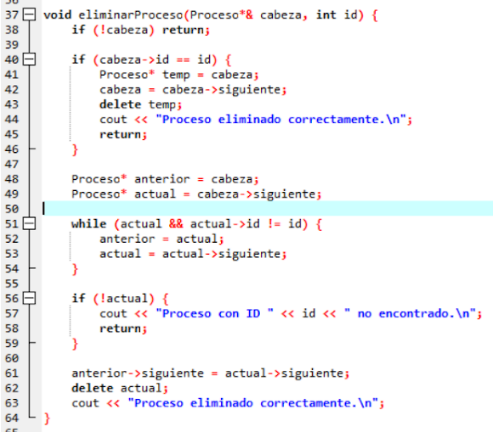 37 void eliminarProceso(Proceso*& cabeza, int id) {
38     if (!cabeza) return;
39
40     if (cabeza->id == id) {
41         Proceso* temp = cabeza;
42         cabeza = cabeza->siguiente;
43         delete temp;
44         cout << "Proceso eliminado correctamente.\n";
45         return;
46     }
47
48     Proceso* anterior = cabeza;
49     Proceso* actual = cabeza->siguiente;
50
51     while (actual && actual->id != id) {
52         anterior = actual;
53         actual = actual->siguiente;
54     }
55
56     if (!actual) {
57         cout << "Proceso con ID " << id << " no encontrado.\n";
58         return;
59     }
60
61     anterior->siguiente = actual->siguiente;
62     delete actual;
63     cout << "Proceso eliminado correctamente.\n";
64 }